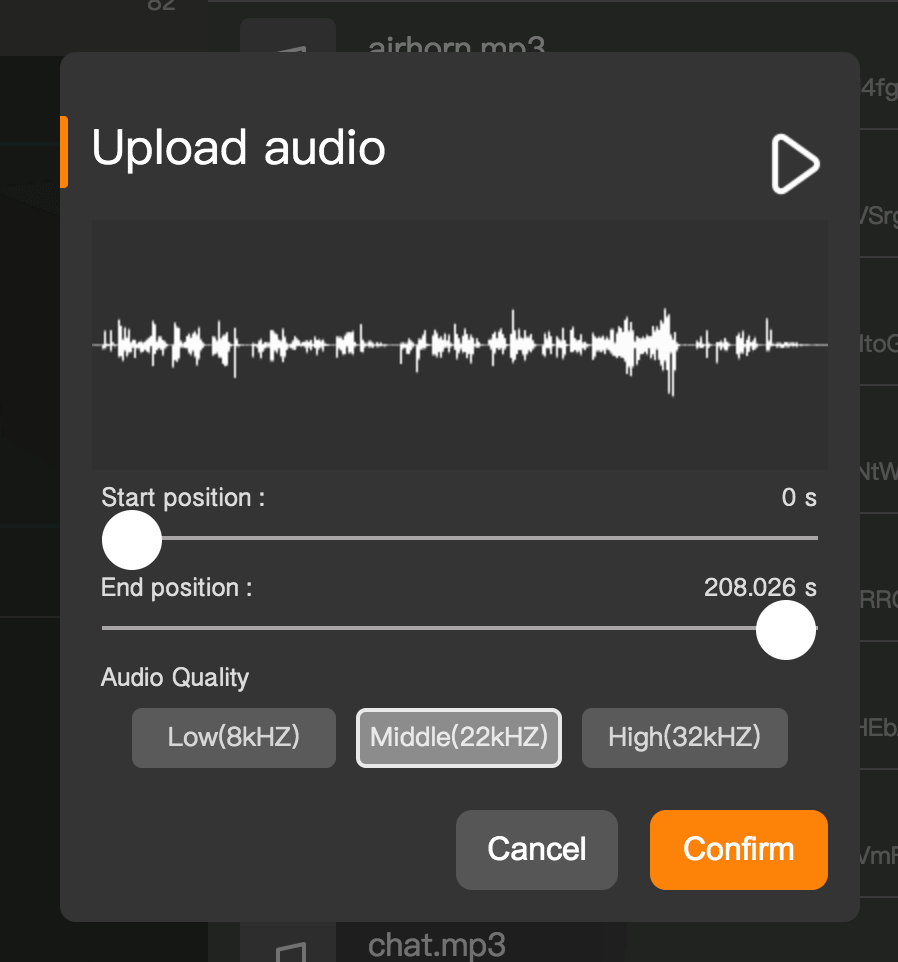 82
airhorn.mp3
Upload audio
Start position :
0 s
End position :
208.026 s
Audio Quality
Low(8kHZ)
Middle(22kHZ)
High(32kHZ)
Cancel
Confirm
chat.mp3